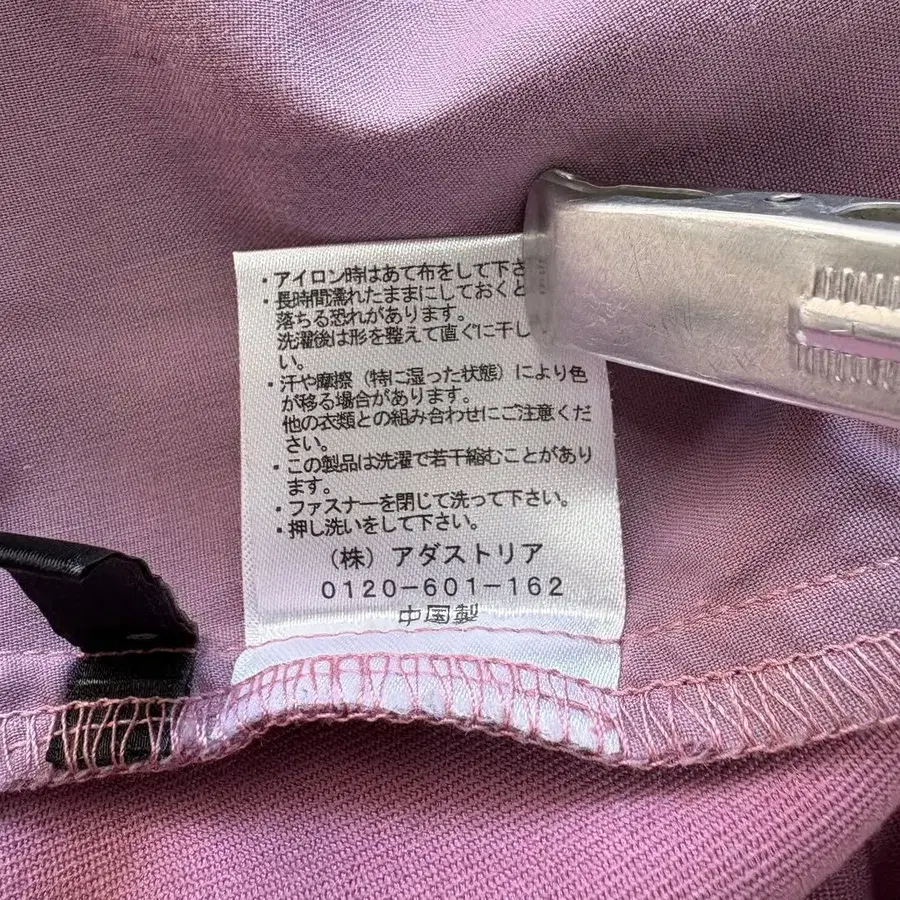 ・アイロン時はあて布をして下さ
・長時間濡れたままにしておくと
落ちる恐れがあります。
洗濯後は形を整えて直ぐに干し
い。
・汗や摩擦（特に湿った状態）により色
が移る場合があります。
他の衣類との組み合わせにご注意くだ
さい。
・この製品は洗濯で若干縮むことがあり
ます。
・ファスナーを閉じて洗って下さい。
・押し洗いをして下さい。
（株）アダストリア
0120-601-162
中国製